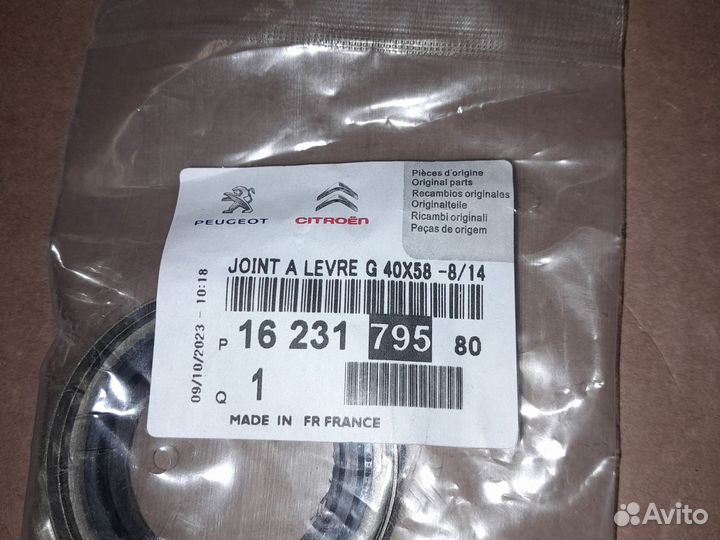 PEUGEOT
CITROËN
Pièces d'origine
Original parts
Recambios originales
Originalteile
Ricambi originali
Peças de origem
JOINT A LEVRE G 40X58 -8/14
09/10/2023 - 10:18
P 16 231 795 80
Q 1
MADE IN FR FRANCE
Avito